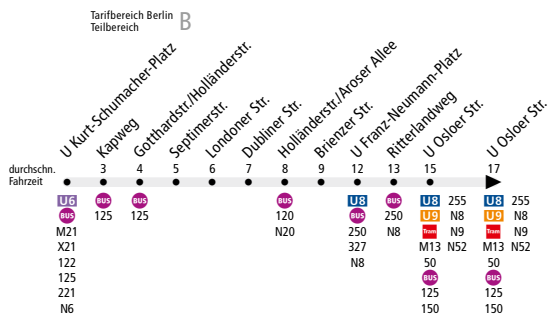 Tarifbereich Berlin
Teilbereich B
U Kurt-Schumacher-Platz
Kapweg
Gotthardstr./Holländerstr.
Septimerstr.
Londoner Str.
Dubliner Str.
Holländerstr./Aroser Allee
Brienzer Str.
U Franz-Neumann-Platz
Ritterlandweg
U Osloer Str.
U Osloer Str.
durchschn.
Fahrzeit
3 4 5 6 7 8 9 12 13 15 17
U6 BUS BUS BUS U8 BUS U8 255 U8 255
BUS 125 125 120 BUS 250 U9 N8 U9 N8
M21 N20 250 N8 Tram N9 Tram N9
X21 327 M13 N52 M13 N52
122 N8 50 50
125 BUS BUS
221 125 125
N6 150 150